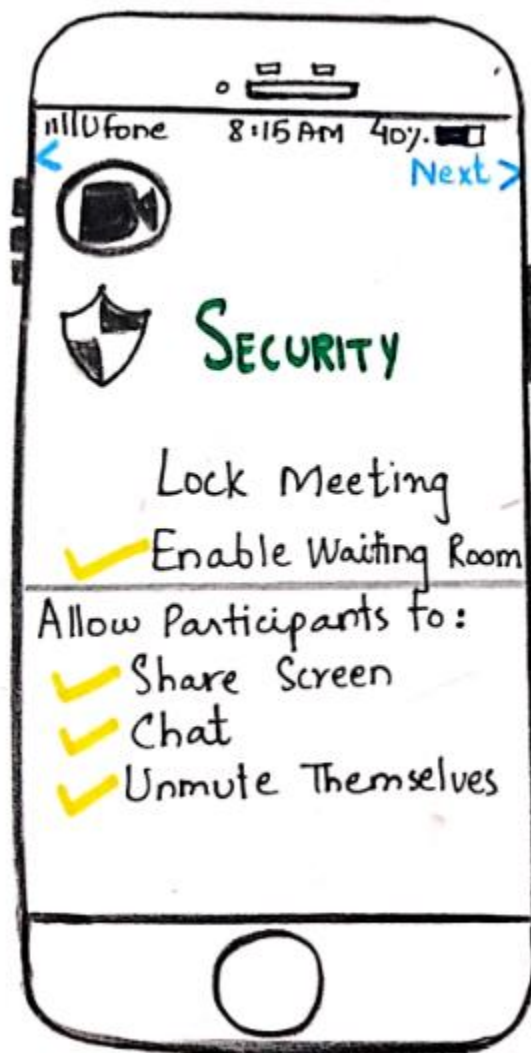 Ufone 8:15 AM 40%.
< Next >
SECURITY
Lock Meeting
Enable Waiting Room
Allow Participants to:
Share Screen
Chat
Unmute Themselves